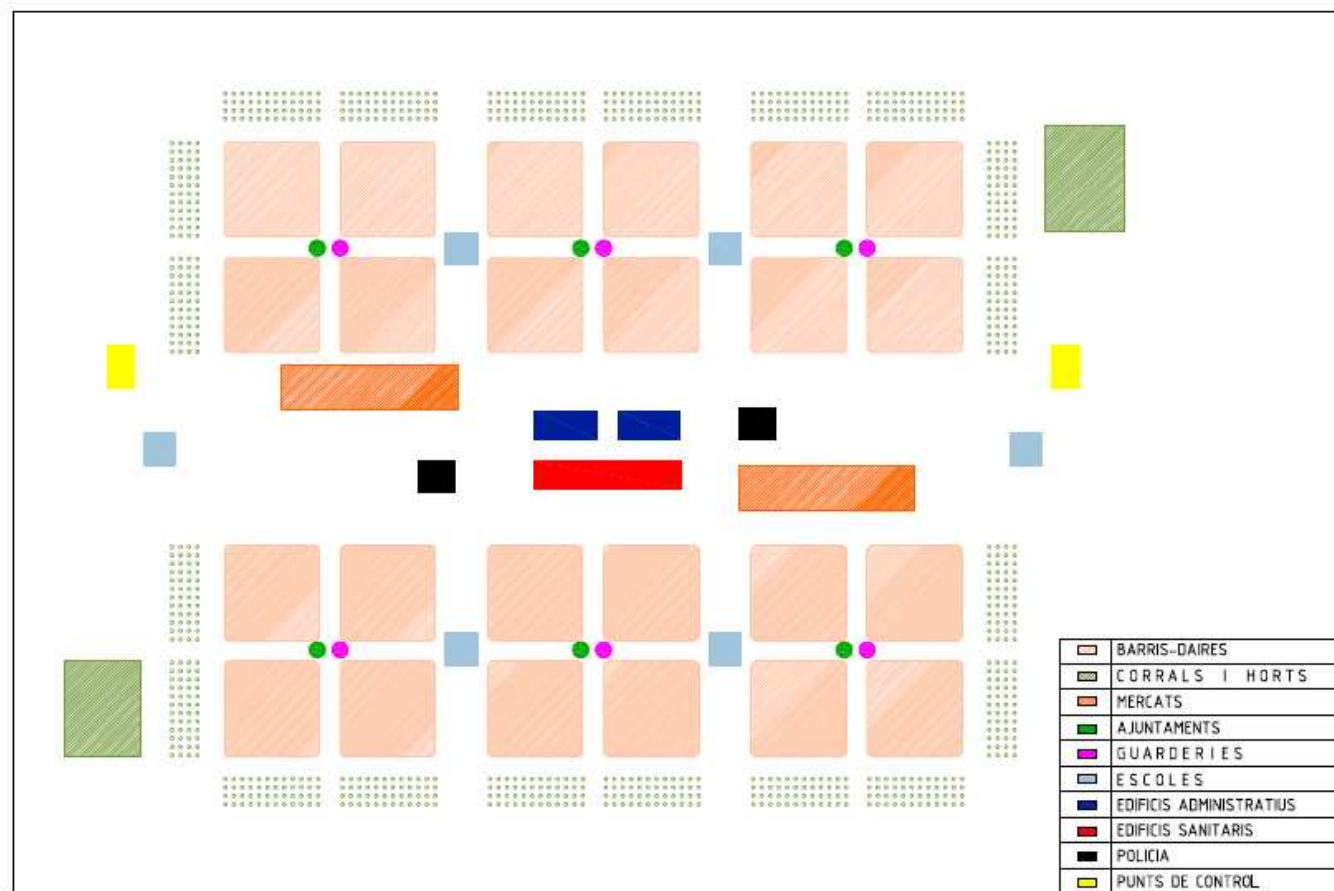 BARRIS-DAIRES
CORRALS I HORTS
MERCATS
AJUNTAMENTS
GUARDERIES
ESCOLES
EDIFICIS ADMINISTRATIUS
EDIFICIS SANITARIS
POLICIA
PUNTS DE CONTROL